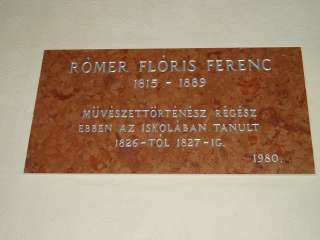 RÓMER FLÓRIS FERENC
1815 - 1889
MŰVÉSZETTÖRTÉNÉSZ RÉGÉSZ
EBBEN AZ ISKOLÁBAN TANULT
1826-TÓL 1827-IG.
1980.